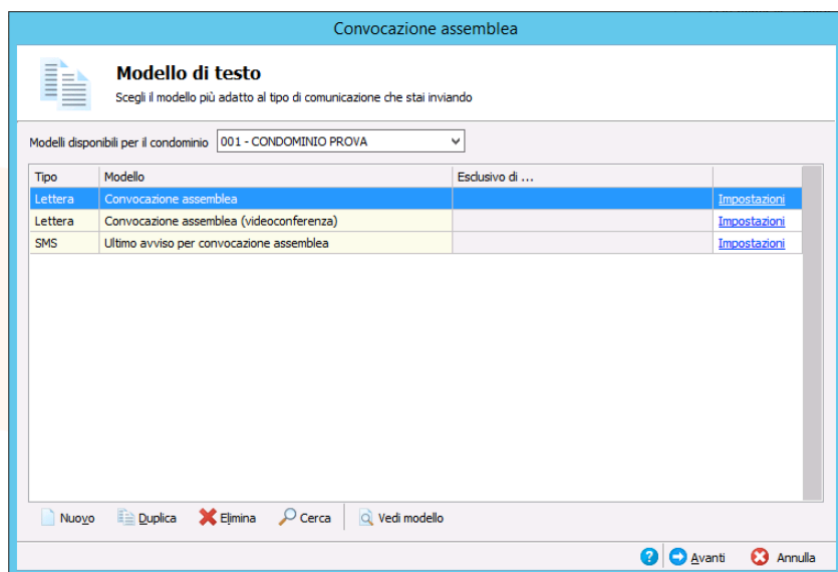 Convocazione assemblea
Modello di testo
Scegli il modello più adatto al tipo di comunicazione che stai inviando
Modelli disponibili per il condominio 001 - CONDOMINIO PROVA
Tipo Modello Esclusivo di ...
Lettera Convocazione assemblea Impostazioni
Lettera Convocazione assemblea (videoconferenza) Impostazioni
SMS Ultimo avviso per convocazione assemblea Impostazioni
Nuovo Duplica Elimina Cerca Vedi modello
? Avanti Annulla